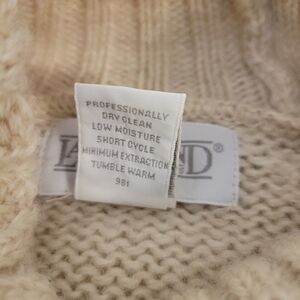 PROFESSIONALLY
DRY CLEAN
LOW MOISTURE
SHORT CYCLE
MINIMUM EXTRACTION
TUMBLE WARM
981